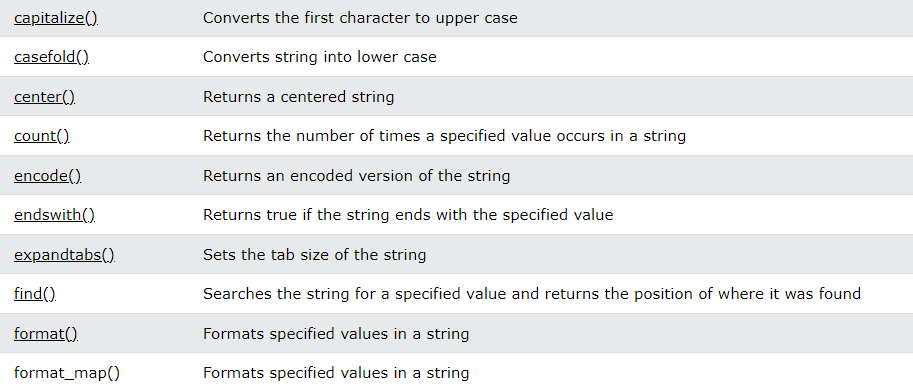 capitalize() Converts the first character to upper case
casefold() Converts string into lower case
center() Returns a centered string
count() Returns the number of times a specified value occurs in a string
encode() Returns an encoded version of the string
endswith() Returns true if the string ends with the specified value
expandtabs() Sets the tab size of the string
find() Searches the string for a specified value and returns the position of where it was found
format() Formats specified values in a string
format_map() Formats specified values in a string